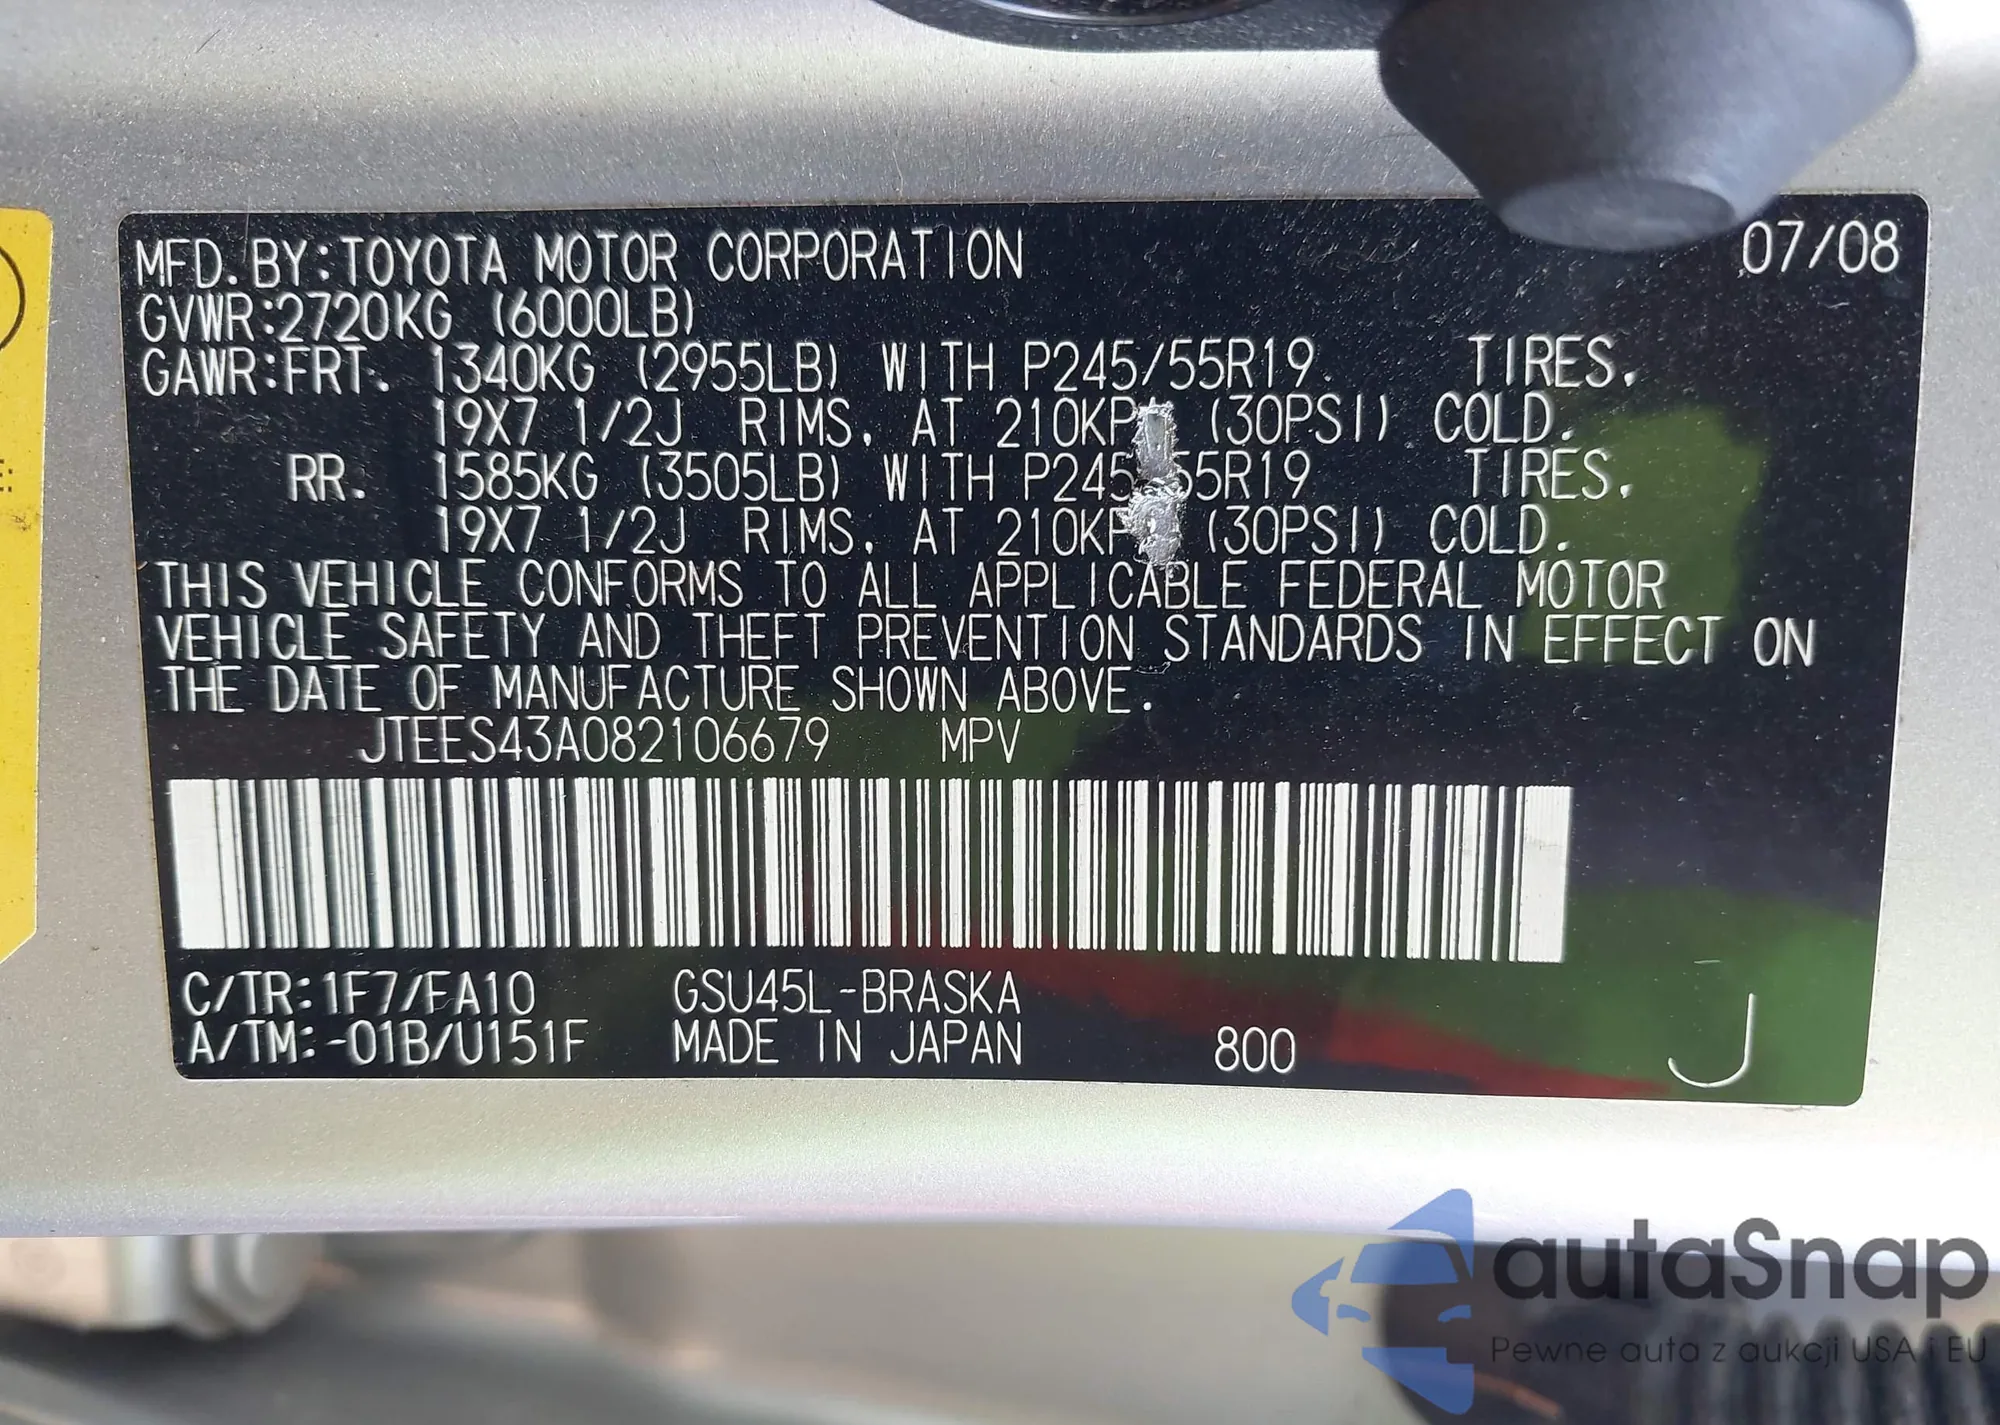 MFD. BY: TOYOTA MOTOR CORPORATION 07/08
GVWR:2720KG (6000LB)
GAWR:FRT. 1340KG (2955LB) WITH P245/55R19 TIRES,
19X7 1/2J RIMS, AT 210KP (30PSI) COLD.
RR. 1585KG (3505LB) WITH P245 55R19 TIRES,
19X7 1/2J RIMS, AT 210KP (30PSI) COLD.
THIS VEHICLE CONFORMS TO ALL APPLICABLE FEDERAL MOTOR
VEHICLE SAFETY AND THEFT PREVENTION STANDARDS IN EFFECT ON
THE DATE OF MANUFACTURE SHOWN ABOVE.
JTEES43A082106679 MPV
C/TR:1F7/FA10 GSU45L-BRASKA
A/TM:-01B/U151F MADE IN JAPAN 800 J
E:
autaSnap
Pewne auta z aukcji USA i EU